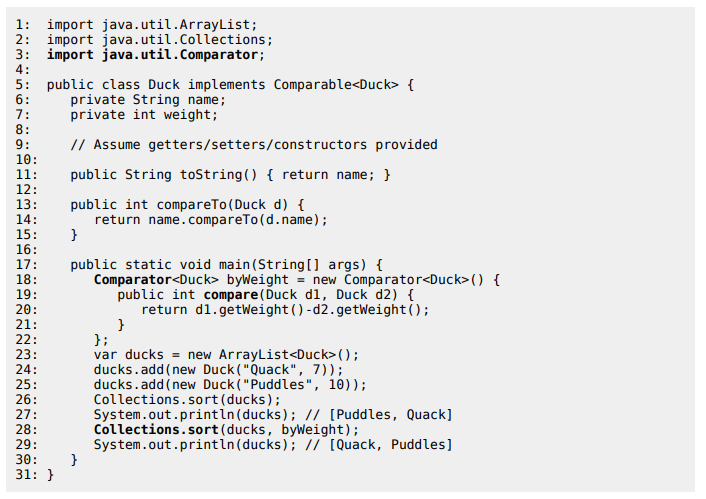 1:  import java.util.ArrayList;
2:  import java.util.Collections;
3:  import java.util.Comparator;
4:
5:  public class Duck implements Comparable<Duck> {
6:     private String name;
7:     private int weight;
8:
9:     // Assume getters/setters/constructors provided
10:
11:    public String toString() { return name; }
12:
13:    public int compareTo(Duck d) {
14:       return name.compareTo(d.name);
15:    }
16:
17:    public static void main(String[] args) {
18:       Comparator<Duck> byWeight = new Comparator<Duck>() {
19:          public int compare(Duck d1, Duck d2) {
20:             return d1.getWeight()-d2.getWeight();
21:          }
22:       };
23:       var ducks = new ArrayList<Duck>();
24:       ducks.add(new Duck("Quack", 7));
25:       ducks.add(new Duck("Puddles", 10));
26:       Collections.sort(ducks);
27:       System.out.println(ducks); // [Puddles, Quack]
28:       Collections.sort(ducks, byWeight);
29:       System.out.println(ducks); // [Quack, Puddles]
30:    }
31: }